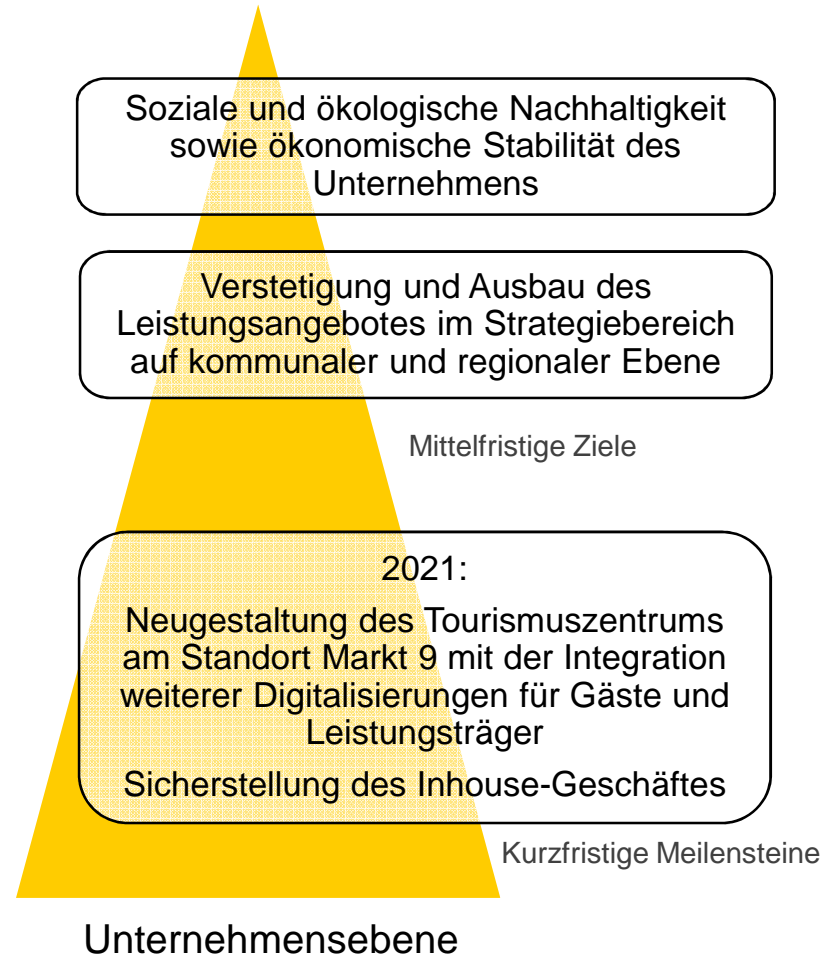 Soziale und ökologische Nachhaltigkeit
sowie ökonomische Stabilität des
Unternehmens
Verstetigung und Ausbau des
Leistungsangebotes im Strategiebereich
auf kommunaler und regionaler Ebene
Mittelfristige Ziele
2021:
Neugestaltung des Tourismuszentrums
am Standort Markt 9 mit der Integration
weiterer Digitalisierungen für Gäste und
Leistungsträger
Sicherstellung des Inhouse-Geschäftes
Kurzfristige Meilensteine
Unternehmensebene